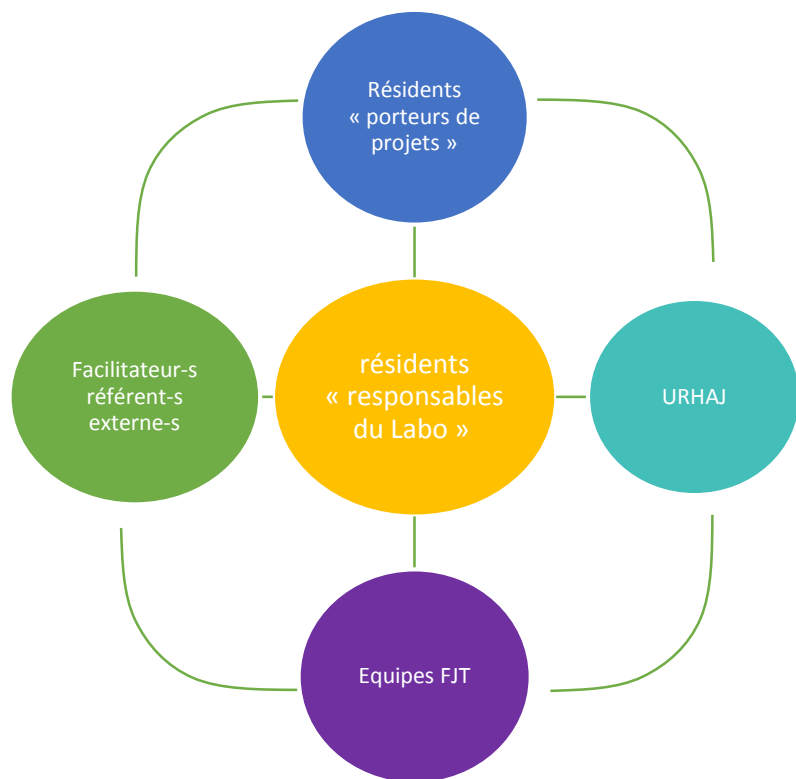 Résidents
« porteurs de
projets »
Facilitateur-s
référent-s
externe-s
résidents
« responsables
du Labo »
URHAJ
Equipes FJT